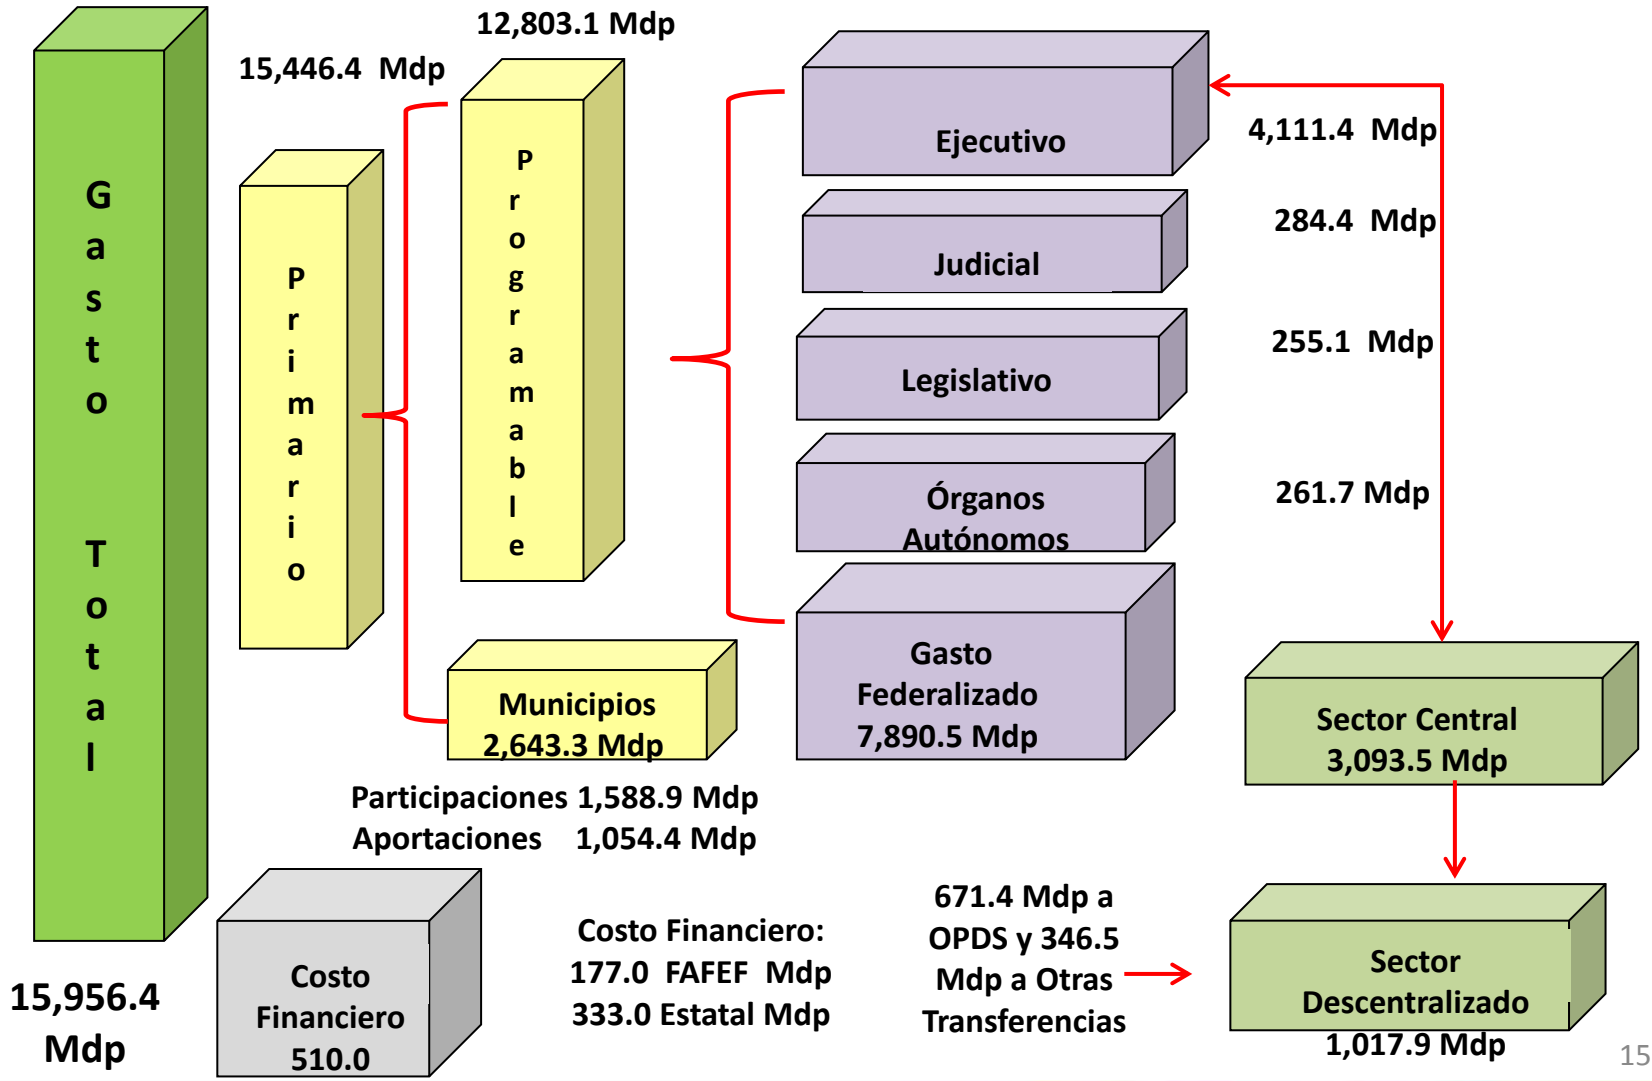 Gasto Total
15,956.4
Mdp
15,446.4 Mdp
Primario
12,803.1 Mdp
Programable
Municipios
2,643.3 Mdp
Participaciones 1,588.9 Mdp
Aportaciones 1,054.4 Mdp
Costo
Financiero
510.0
Costo Financiero:
177.0 FAFEF Mdp
333.0 Estatal Mdp
Ejecutivo
4,111.4 Mdp
Judicial
284.4 Mdp
Legislativo
255.1 Mdp
Órganos
Autónomos
261.7 Mdp
Gasto
Federalizado
7,890.5 Mdp
Sector Central
3,093.5 Mdp
671.4 Mdp a
OPDS y 346.5
Mdp a Otras
Transferencias
Sector
Descentralizado
1,017.9 Mdp
15